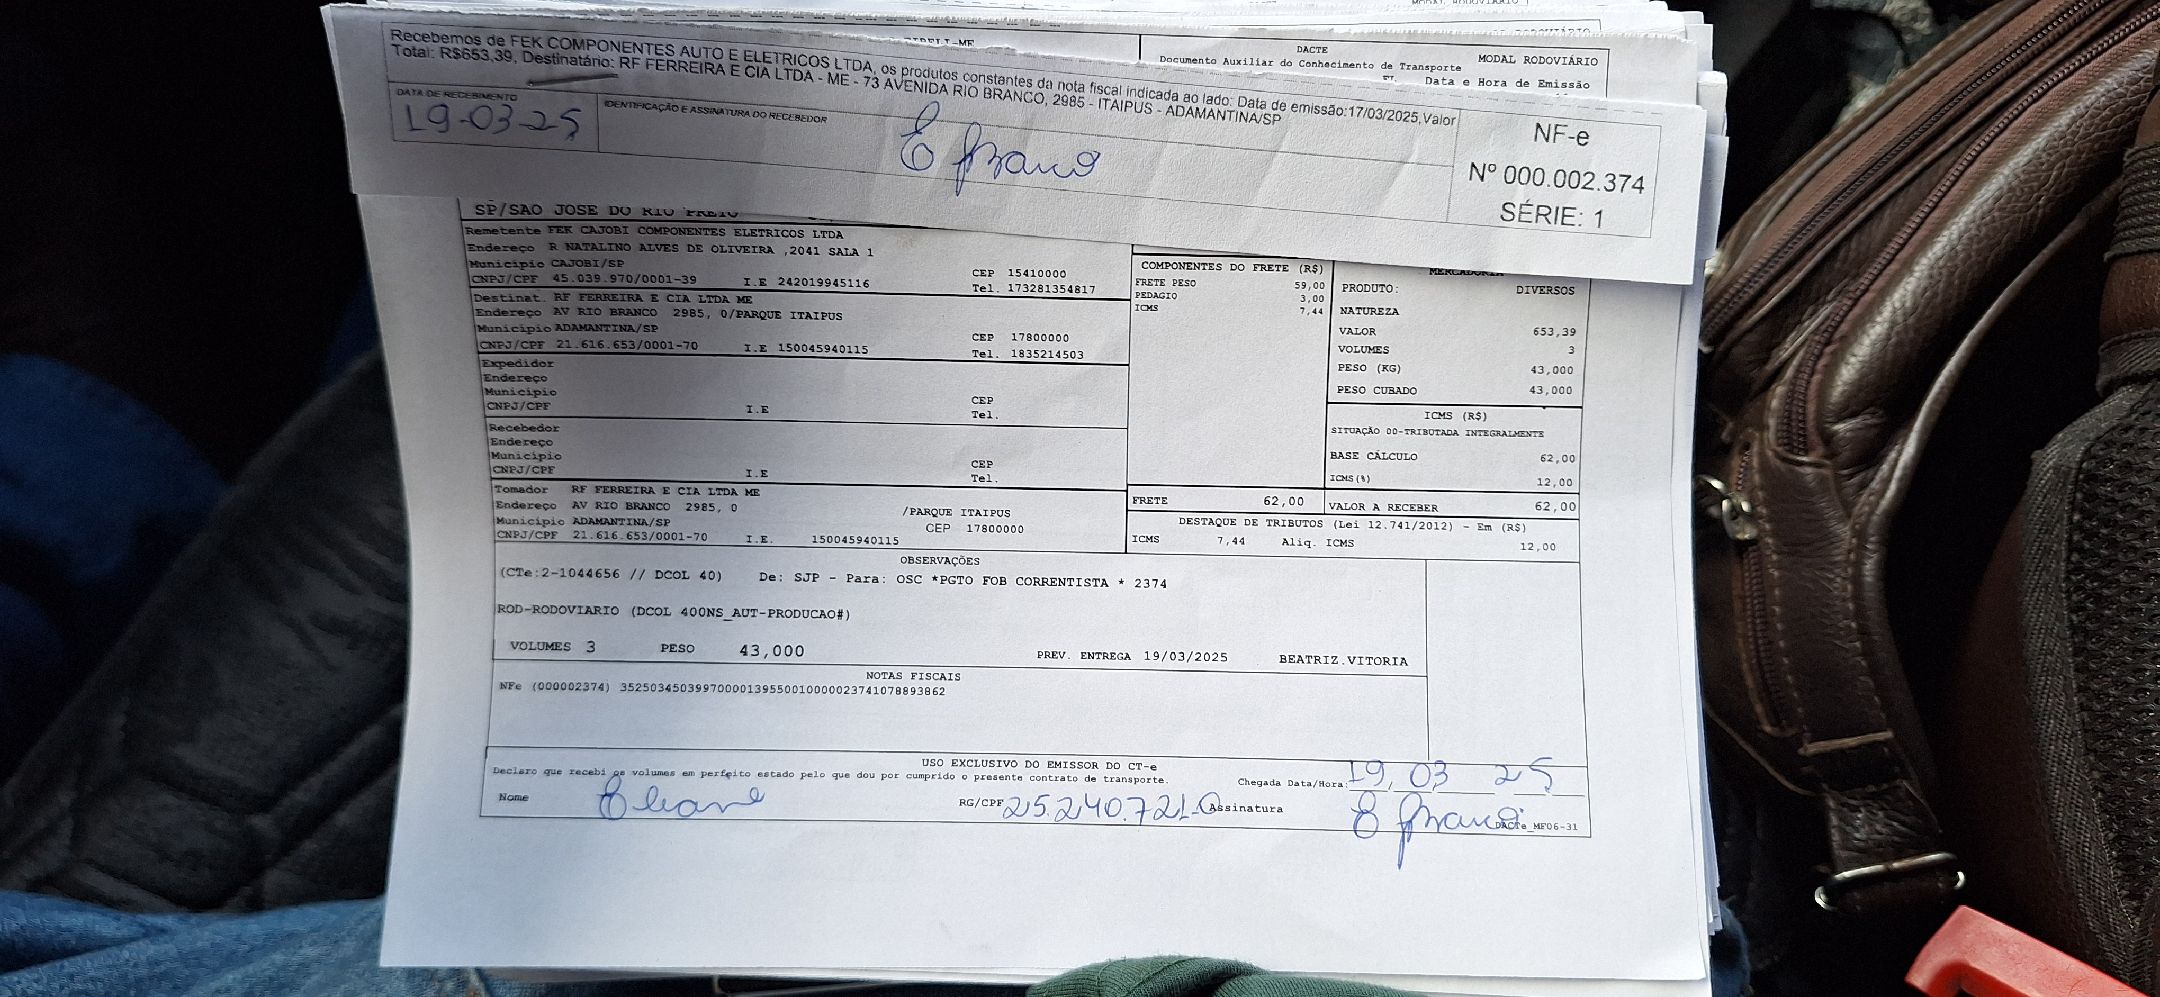 DACTE
MODAL RODOVIÁRIO
Documento Auxiliar do Conhecimento de Transporte
Data e Hora de Emissão
Recebemos de FEK COMPONENTES AUTO E ELETRICOS LTDA, os produtos constantes da nota fiscal indicada ao lado: Data de emissão:17/03/2025,Valor
Total: R$653,39, Destinatário: RF FERREIRA E CIA LTDA - ME - 73 AVENIDA RIO BRANCO, 2985 - ITAIPUS - ADAMANTINA/SP
DATA DE RECEBIMENTO
19-03-25
IDENTIFICAÇÃO E ASSINATURA DO RECEBEDOR
NF-e
Nº 000.002.374
SÉRIE: 1
SP/SAO JOSE DO RIO PRETO
Remetente FEK CAJOBI COMPONENTES ELETRICOS LTDA
Endereço R NATALINO ALVES DE OLIVEIRA ,2041 SALA 1
Município CAJOBI/SP CEP 15410000
CNPJ/CPF 45.039.970/0001-39 I.E 242019945116 Tel. 173281354817
Destinat. RF FERREIRA E CIA LTDA ME
Endereço AV RIO BRANCO 2985, 0/PARQUE ITAIPUS
Município ADAMANTINA/SP CEP 17800000
CNPJ/CPF 21.616.653/0001-70 I.E 150045940115 Tel. 1835214503
Expedidor
Endereço
Município CEP
CNPJ/CPF I.E Tel.
Recebedor
Endereço
Município CEP
CNPJ/CPF I.E Tel.
Tomador RF FERREIRA E CIA LTDA ME
Endereço AV RIO BRANCO 2985, 0 /PARQUE ITAIPUS
Município ADAMANTINA/SP CEP 17800000
CNPJ/CPF 21.616.653/0001-70 I.E. 150045940115
COMPONENTES DO FRETE (R$)
FRETE PESO 59,00
PEDAGIO 3,00
ICMS 7,44
MERCADORIA
PRODUTO: DIVERSOS
NATUREZA
VALOR 653,39
VOLUMES 3
PESO (KG) 43,000
PESO CUBADO 43,000
ICMS (R$)
SITUAÇÃO 00-TRIBUTADA INTEGRALMENTE
BASE CÁLCULO 62,00
ICMS(%) 12,00
FRETE 62,00 VALOR A RECEBER 62,00
DESTAQUE DE TRIBUTOS (Lei 12.741/2012) - Em (R$)
ICMS 7,44 Aliq. ICMS 12,00
OBSERVAÇÕES
(CTe:2-1044656 // DCOL 40) De: SJP - Para: OSC *PGTO FOB CORRENTISTA * 2374
ROD-RODOVIARIO (DCOL 400NS_AUT-PRODUCAO#)
VOLUMES 3 PESO 43,000 PREV. ENTREGA 19/03/2025 BEATRIZ.VITORIA
NOTAS FISCAIS
NFe (000002374) 35250345039970000139550010000023741078893862
USO EXCLUSIVO DO EMISSOR DO CT-e
Declaro que recebi os volumes em perfeito estado pelo que dou por cumprido o presente contrato de transporte.
Chegada Data/Hora: 19, 03 25
Nome RG/CPF 25.240.721-0 Assinatura
DACTe_MF06-31